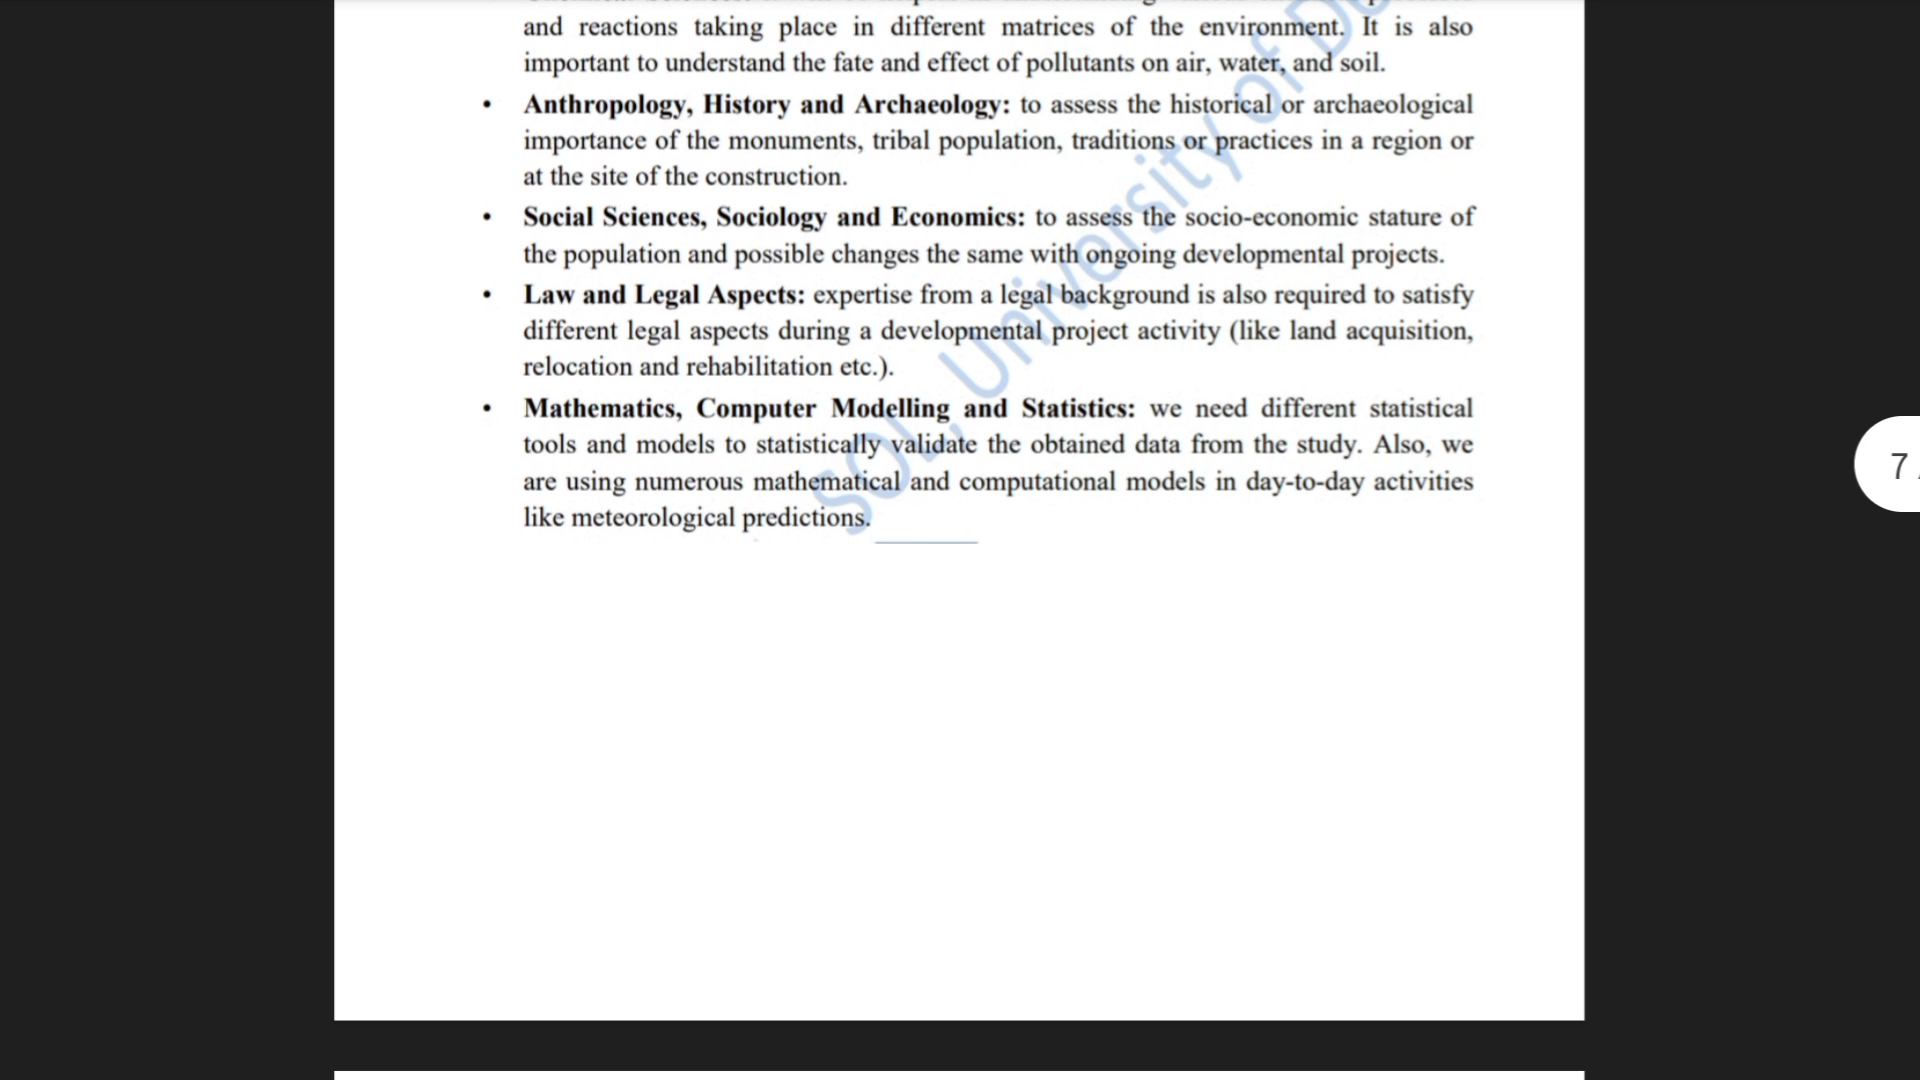 and reactions taking place in different matrices of the environment. It is also
important to understand the fate and effect of pollutants on air, water, and soil.
• Anthropology, History and Archaeology: to assess the historical or archaeological
importance of the monuments, tribal population, traditions or practices in a region or
at the site of the construction.
• Social Sciences, Sociology and Economics: to assess the socio-economic stature of
the population and possible changes the same with ongoing developmental projects.
• Law and Legal Aspects: expertise from a legal background is also required to satisfy
different legal aspects during a developmental project activity (like land acquisition,
relocation and rehabilitation etc.).
• Mathematics, Computer Modelling and Statistics: we need different statistical
tools and models to statistically validate the obtained data from the study. Also, we
are using numerous mathematical and computational models in day-to-day activities
like meteorological predictions.
SOL, University of
7